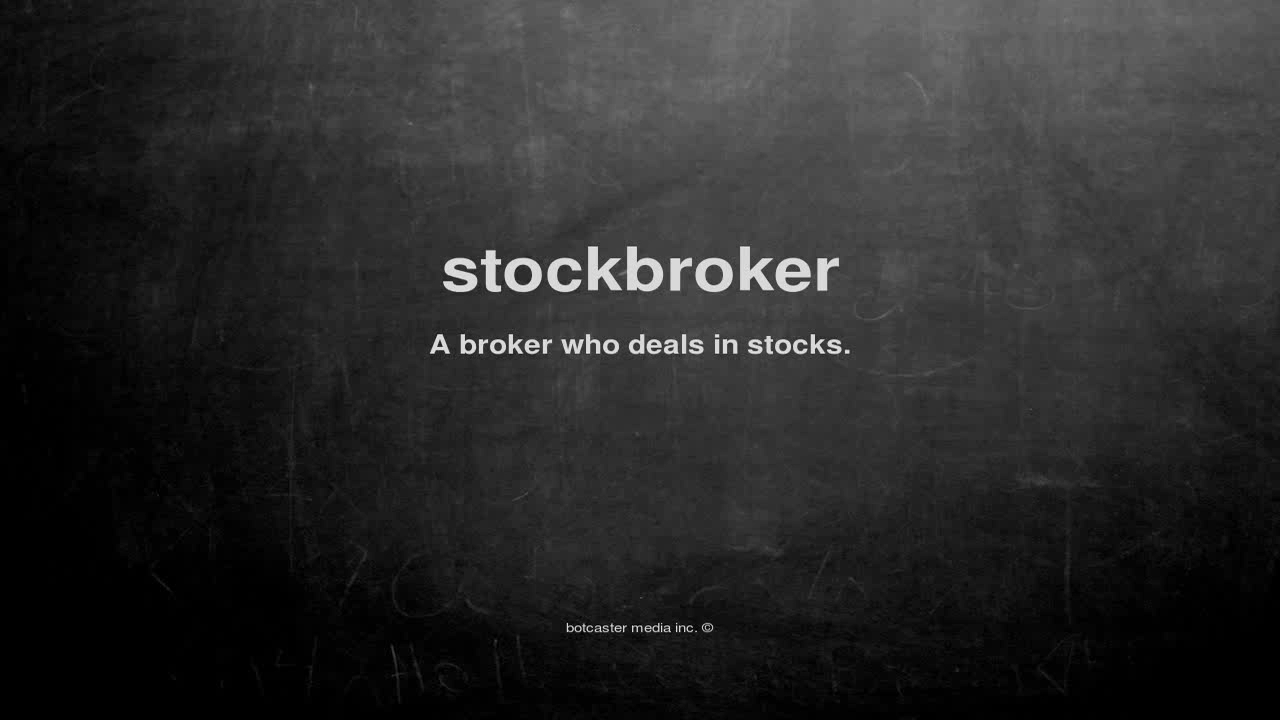 stockbroker
A broker who deals in stocks.
botcaster media inc. ©